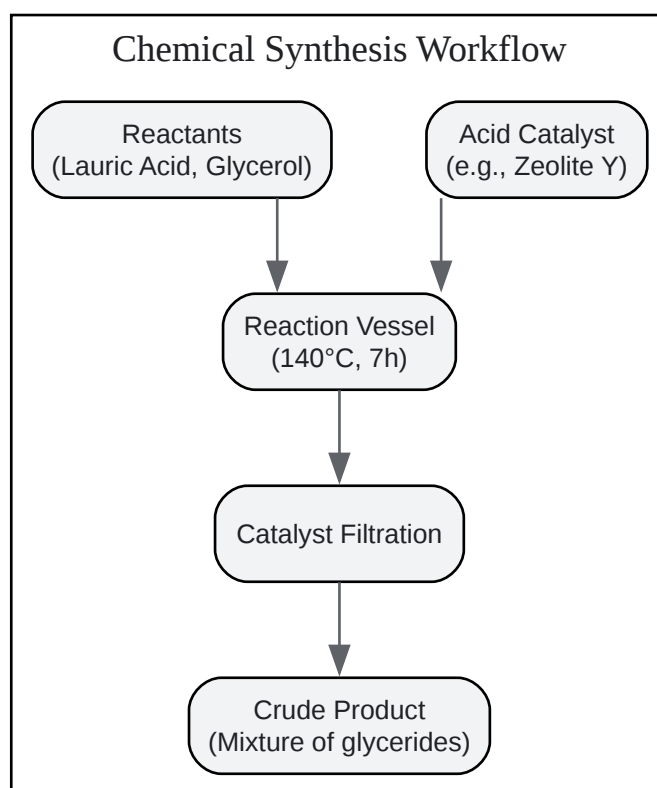 Chemical Synthesis Workflow
Reactants
(Lauric Acid, Glycerol)
Acid Catalyst
(e.g., Zeolite Y)
Reaction Vessel
(140°C, 7h)
Catalyst Filtration
Crude Product
(Mixture of glycerides)